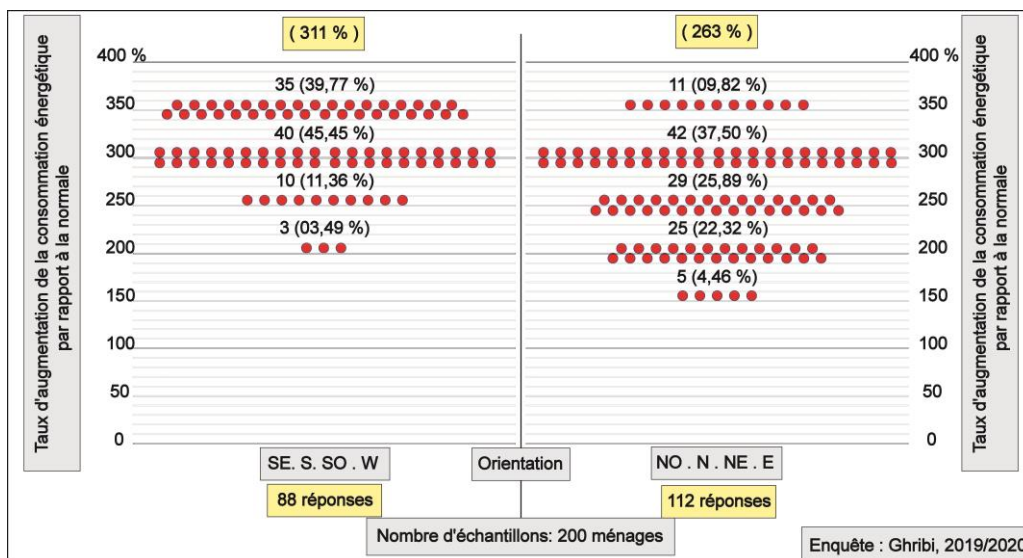 ( 311 % )
( 263 % )
Taux d'augmentation de la consommation énergétique
par rapport à la normale
400 %
350
300
250
200
150
100
50
0
35 (39,77 %)
40 (45,45 %)
10 (11,36 %)
3 (03,49 %)
11 (09,82 %)
42 (37,50 %)
29 (25,89 %)
25 (22,32 %)
5 (4,46 %)
400 %
350
300
250
200
150
100
50
0
Taux d'augmentation de la consommation énergétique
par rapport à la normale
SE. S. SO . W
Orientation
NO . N . NE . E
88 réponses
112 réponses
Nombre d'échantillons: 200 ménages
Enquête : Ghribi, 2019/2020